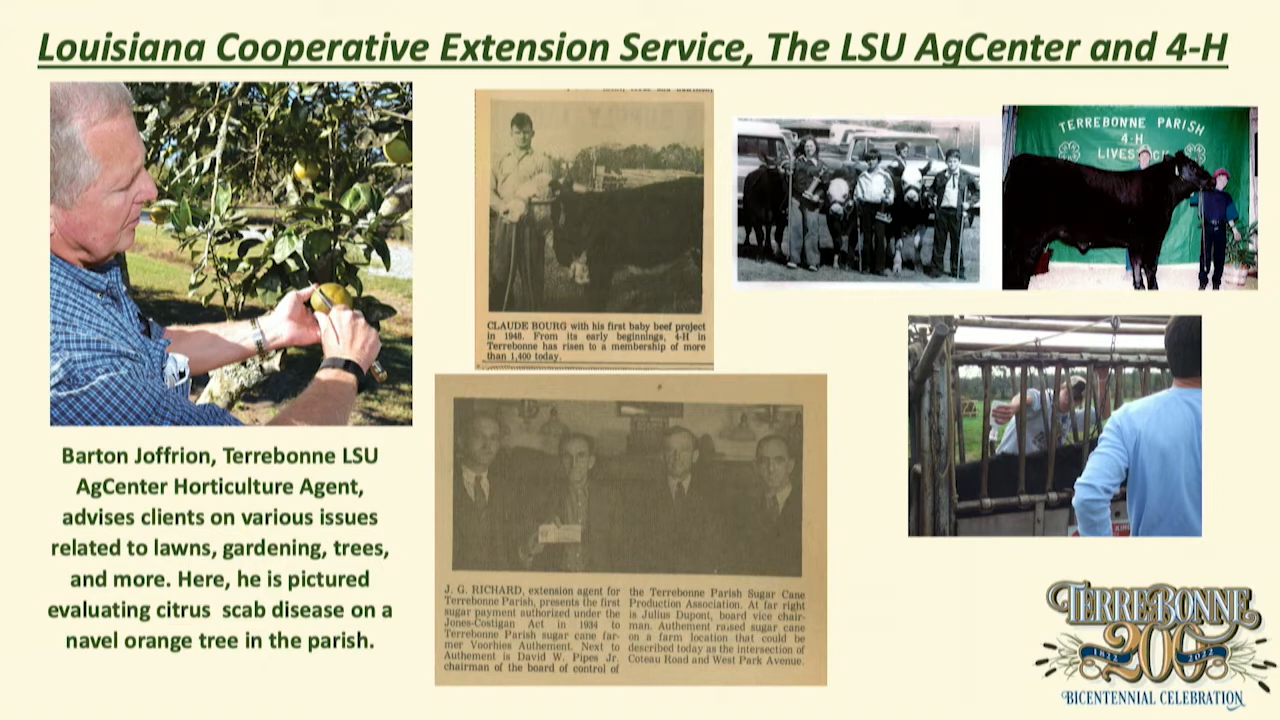 Louisiana Cooperative Extension Service, The LSU AgCenter and 4-H
CLAUDE BOURG with his first baby beef project
in 1948. From its early beginnings, 4-H in
Terrebonne has risen to a membership of more
than 1,400 today.
TERREBONNE PARISH
4-H
Barton Joffrion, Terrebonne LSU
AgCenter Horticulture Agent,
advises clients on various issues
related to lawns, gardening, trees,
and more. Here, he is pictured
evaluating citrus scab disease on a
navel orange tree in the parish.
J. G. RICHARD, extension agent for
Terrebonne Parish, presents the first
sugar payment authorized under the
Jones-Costigan Act in 1934 to
Terrebonne Parish sugar cane far-
mer Voorhies Authement. Next to
Authement is David W. Pipes Jr.
chairman of the board of control of
the Terrebonne Parish Sugar Cane
Production Association. At far right
is Julius Dupont, board vice chair-
man. Authement raised sugar cane
on a farm location that could be
described today as the intersection of
Coteau Road and West Park Avenue.
TERREBONNE
200
1822 2022
BICENTENNIAL CELEBRATION